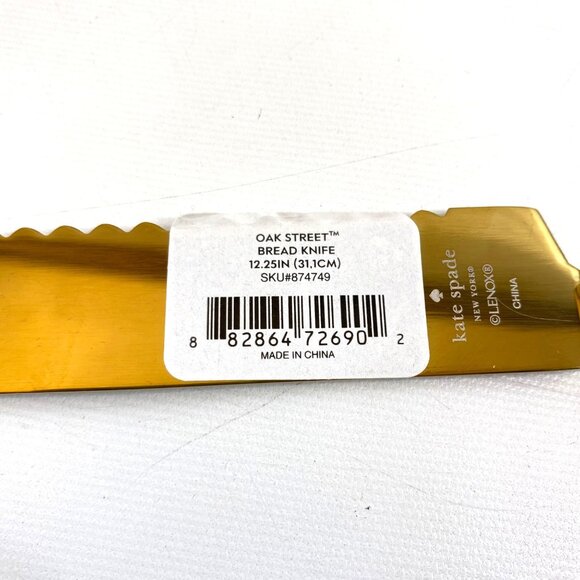 OAK STREET™
BREAD KNIFE
12.25IN (31.1CM)
SKU#874749
8 82864 72690 2
MADE IN CHINA
kate spade
NEW YORK®
©LENOX®
CHINA